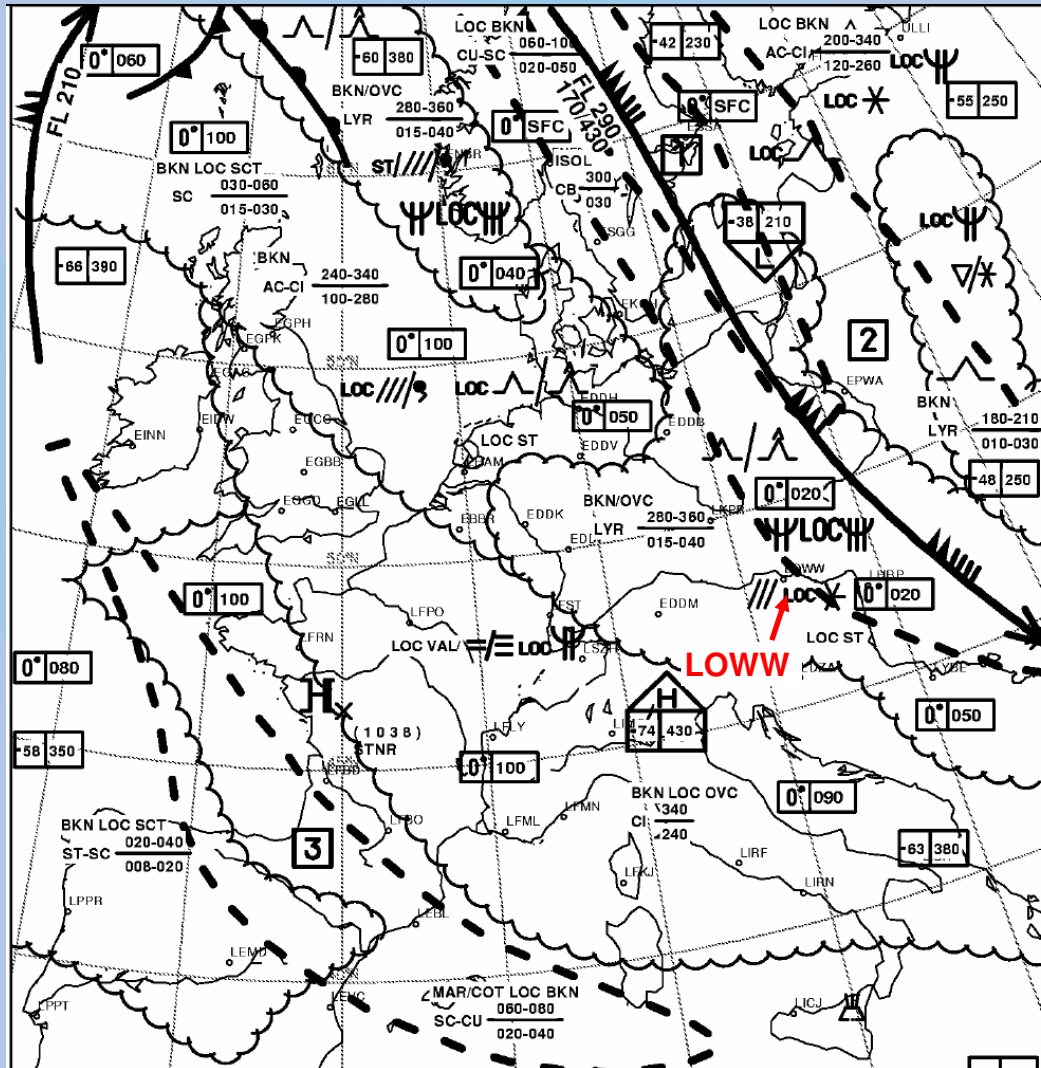 0° 060
FL 210
0° 100
BKN LOC SCT
SC 030-060
015-030
-66 390
-60 380
BKN/OVC
LYR 280-360
015-040
ST/
LOC
LOC BKN
CU-SC 060-100
020-050
0° SFC
ISOL
CB 300
030
FL 290
170/430
-42 230
0° SFC
LOC BKN
AC-CI 200-340
120-260
LOC
LOC
-55 250
LOC
-38 210
L
LOC
BKN
AC-CI 240-340
100-280
0° 040
EGPH
EGPK
0° 100
LOC
LOC
2
EPWA
EINN
EIDW
EGCC
EGBB
LOC ST
EDDH
0° 050
EDDV
EDDB
BKN
LYR 180-210
010-030
-48 250
BKN/OVC
LYR 280-360
015-040
EBBR
EDDK
LKPR
0° 020
LOC
0° 100
LFPO
EDDM
LOC
0° 020
LOC ST
LOWW
0° 080
LFRN
LOC VAL/
LOC
LSZH
LYBE
H
(1038)
STNR
H
-74 430
0° 050
-58 350
LFLY
0° 100
LFBD
BKN LOC OVC
CI 340
240
0° 090
BKN LOC SCT
ST-SC 020-040
008-020
3
LFBO
LFML
LFMN
LIRF
-63 380
LPPR
LFKJ
LIRN
LEBL
LEMD
LPPT
MAR/COT LOC BKN
SC-CU 060-080
020-040
LICJ